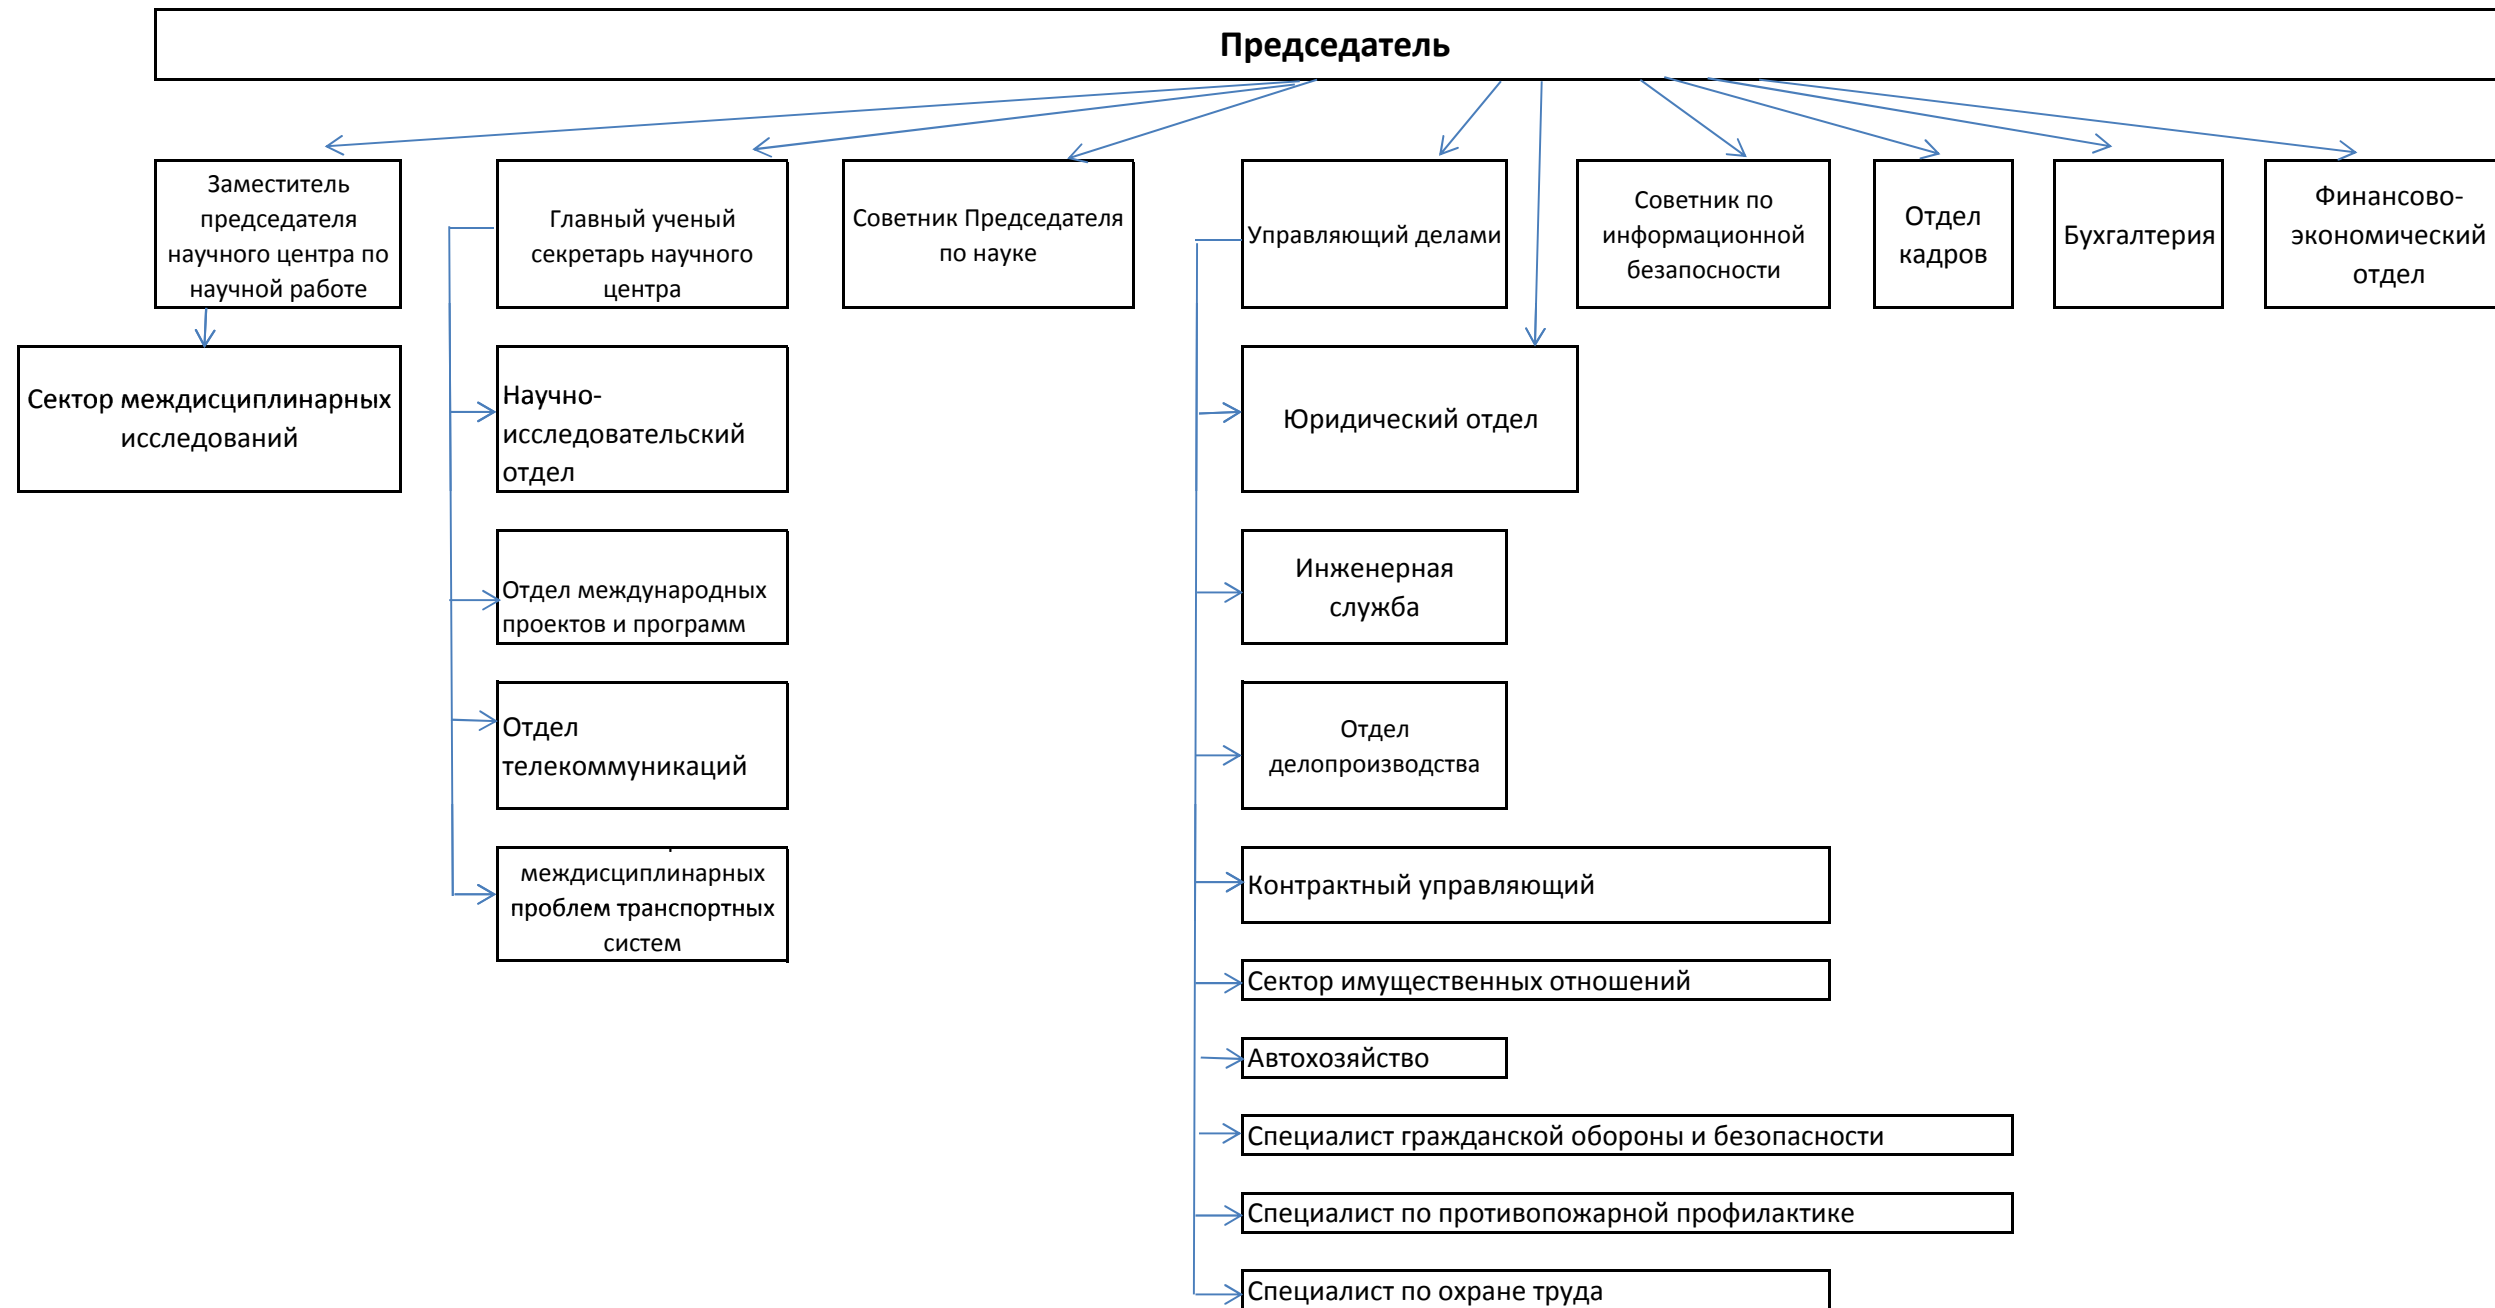 Председатель
Заместитель
председателя
научного центра по
научной работе
Главный ученый
секретарь научного
центра
Советник Председателя
по науке
Управляющий делами
Советник по
информационной
безапосности
Отдел
кадров
Бухгалтерия
Финансово-
экономический
отдел
Сектор междисциплинарных
исследований
Научно-
исследовательский
отдел
Юридический отдел
Отдел международных
проектов и программ
Инженерная
служба
Отдел
телекоммуникаций
Отдел
делопроизводства
междисциплинарных
проблем транспортных
систем
Контрактный управляющий
Сектор имущественных отношений
Автохозяйство
Специалист гражданской обороны и безопасности
Специалист по противопожарной профилактике
Специалист по охране труда